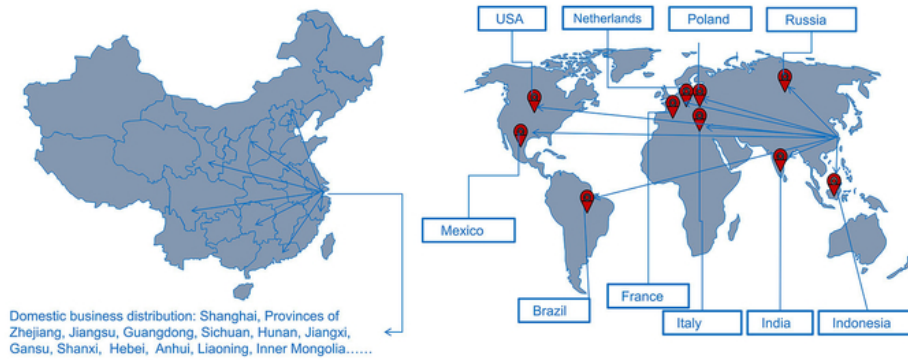 USA
Netherlands
Poland
Russia
Mexico
Brazil
France
Italy
India
Indonesia
Domestic business distribution: Shanghai, Provinces of
Zhejiang, Jiangsu, Guangdong, Sichuan, Hunan, Jiangxi,
Gansu, Shanxi, Hebei, Anhui, Liaoning, Inner Mongolia……